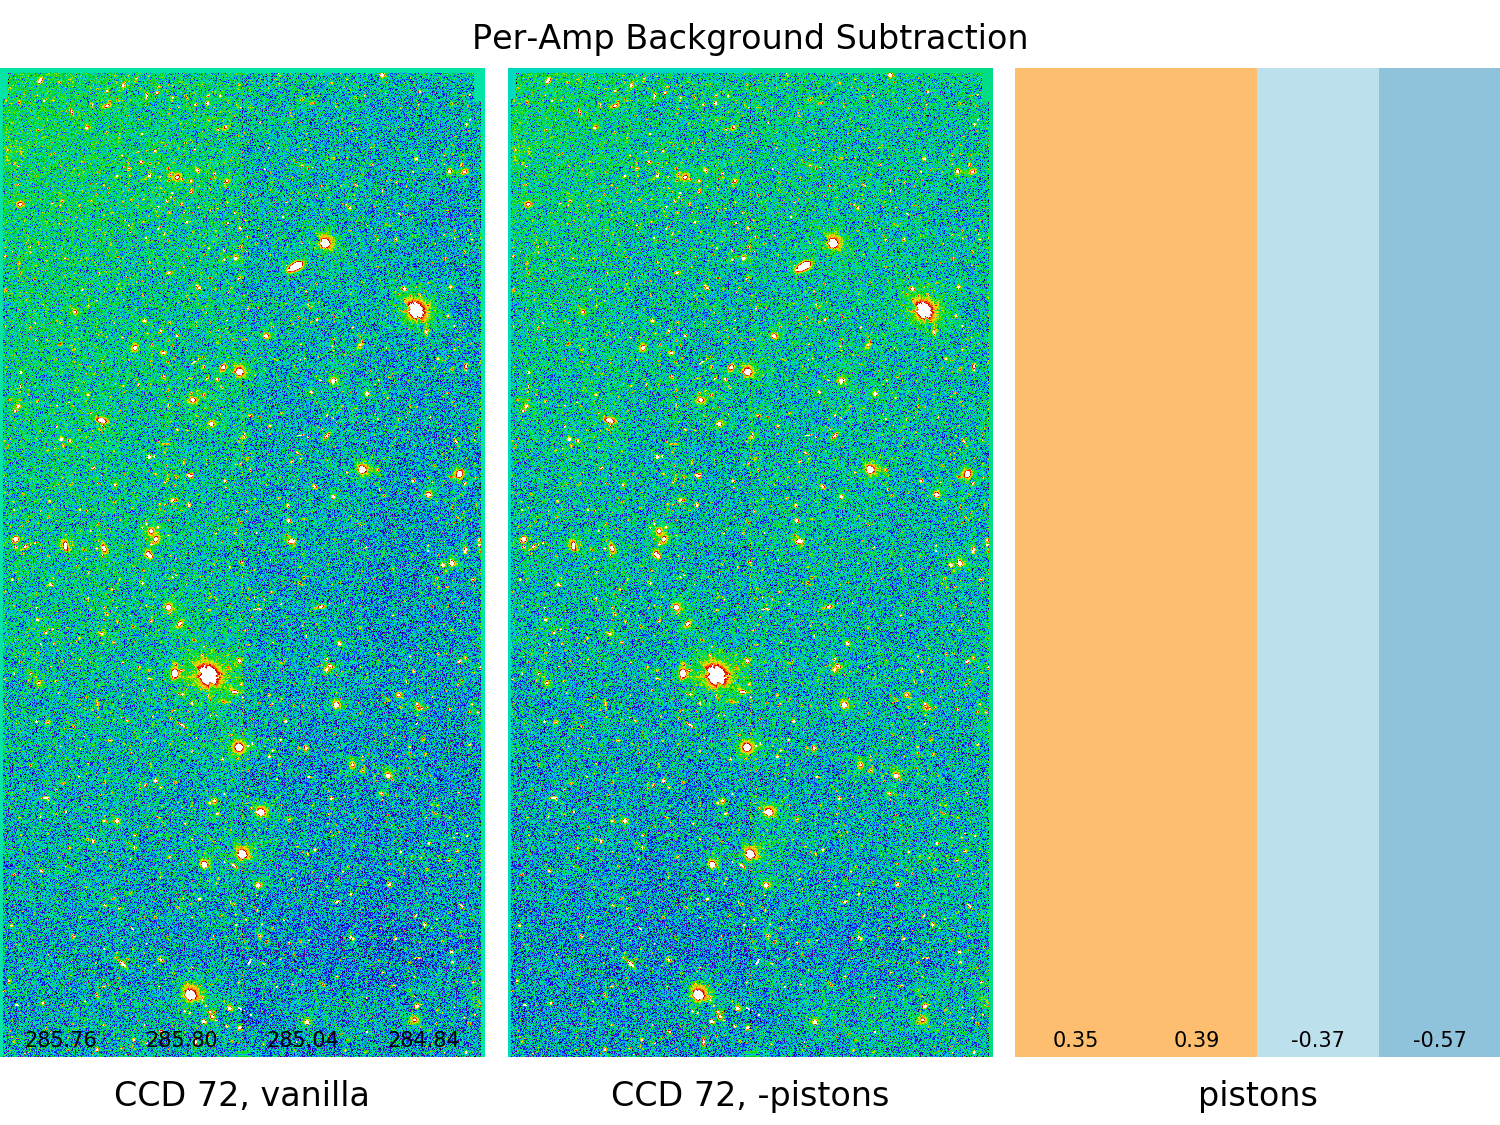 Per-Amp Background Subtraction
285.76 285.80 285.04 284.84
0.35 0.39 -0.37 -0.57
CCD 72, vanilla
CCD 72, -pistons
pistons